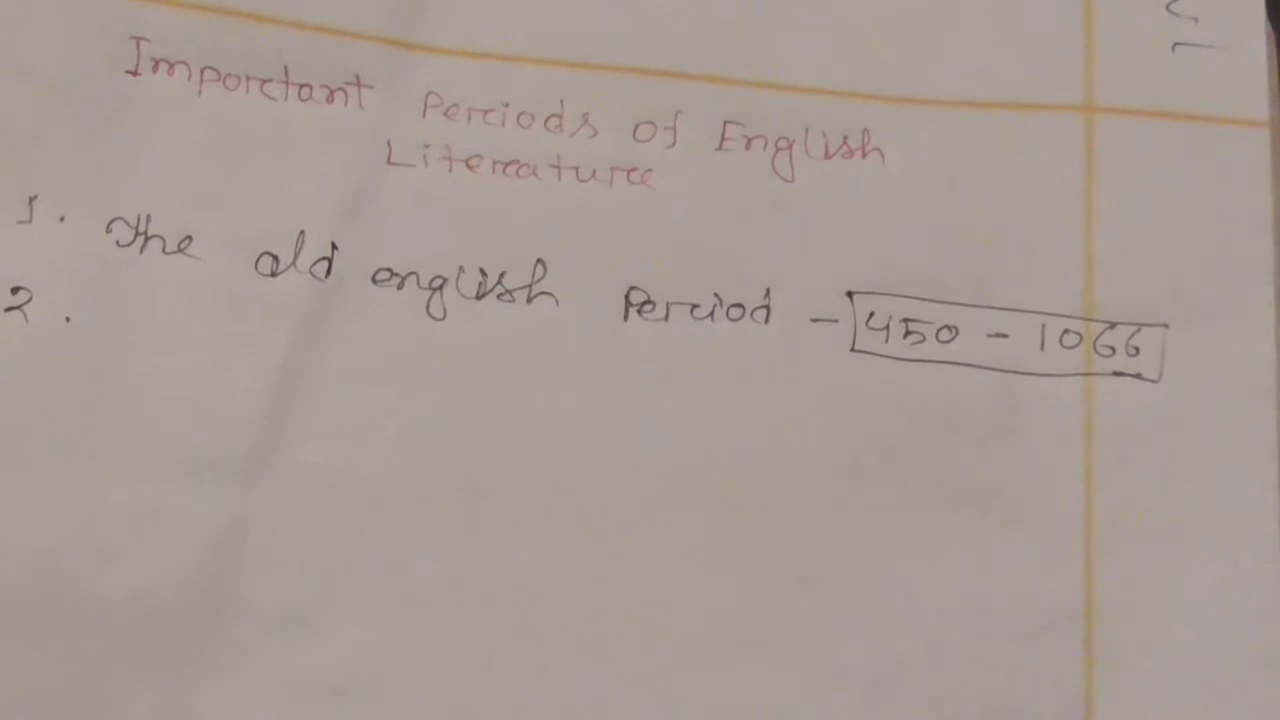 Important Periods of English
Literature
1. The old english Period - 450 - 1066
2.